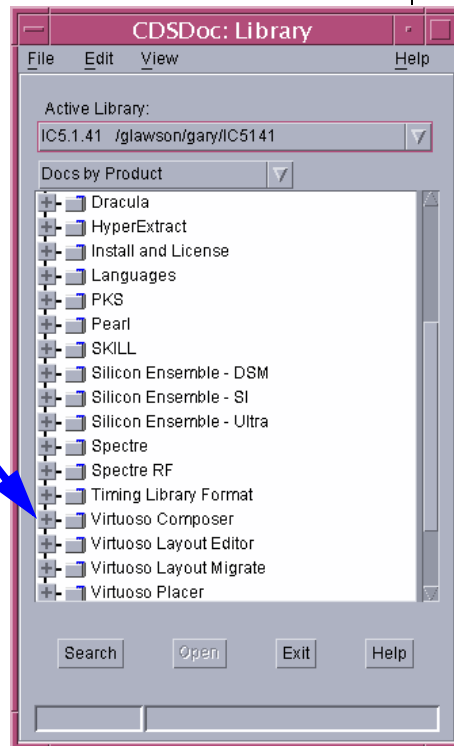 CDSDoc: Library
File Edit View Help
Active Library:
IC5.1.41 /glawson/gary/IC5141
Docs by Product
Dracula
HyperExtract
Install and License
Languages
PKS
Pearl
SKILL
Silicon Ensemble - DSM
Silicon Ensemble - SI
Silicon Ensemble - Ultra
Spectre
Spectre RF
Timing Library Format
Virtuoso Composer
Virtuoso Layout Editor
Virtuoso Layout Migrate
Virtuoso Placer
Search Open Exit Help